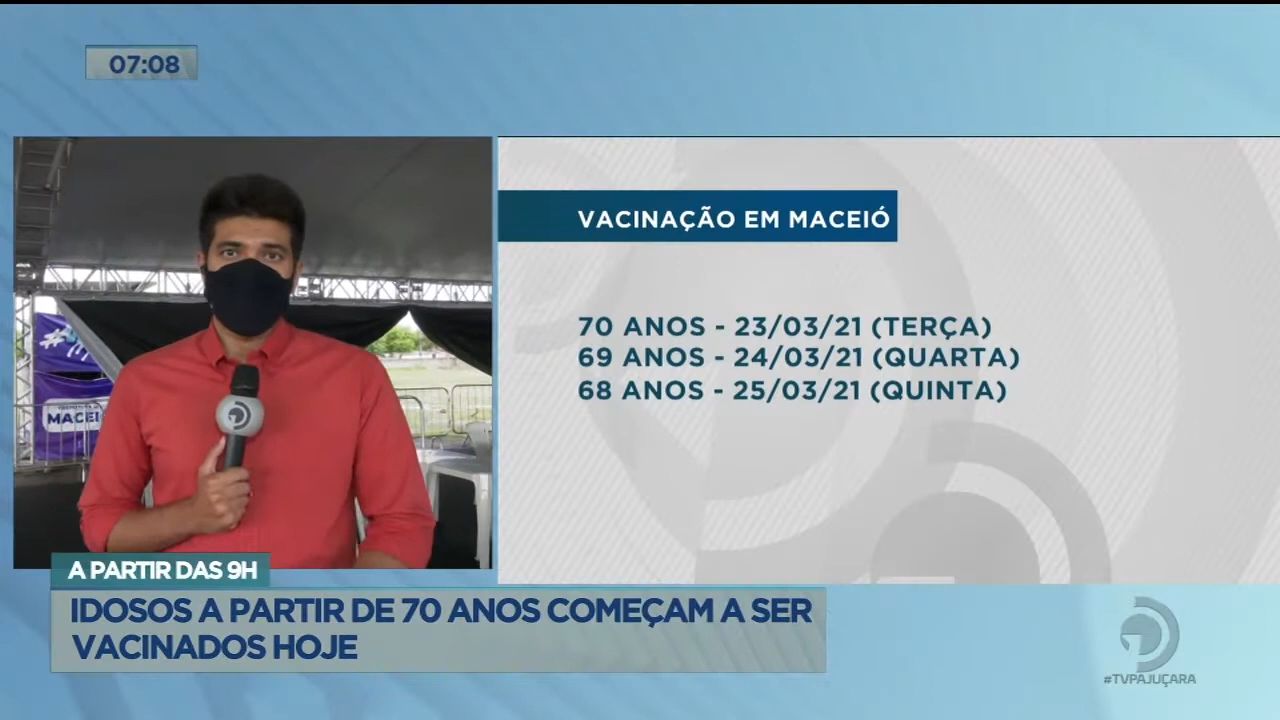 07:08
VACINAÇÃO EM MACEIÓ
70 ANOS - 23/03/21 (TERÇA)
69 ANOS - 24/03/21 (QUARTA)
68 ANOS - 25/03/21 (QUINTA)
MACEIÓ
A PARTIR DAS 9H
IDOSOS A PARTIR DE 70 ANOS COMEÇAM A SER
VACINADOS HOJE
#TVPAJUÇARA